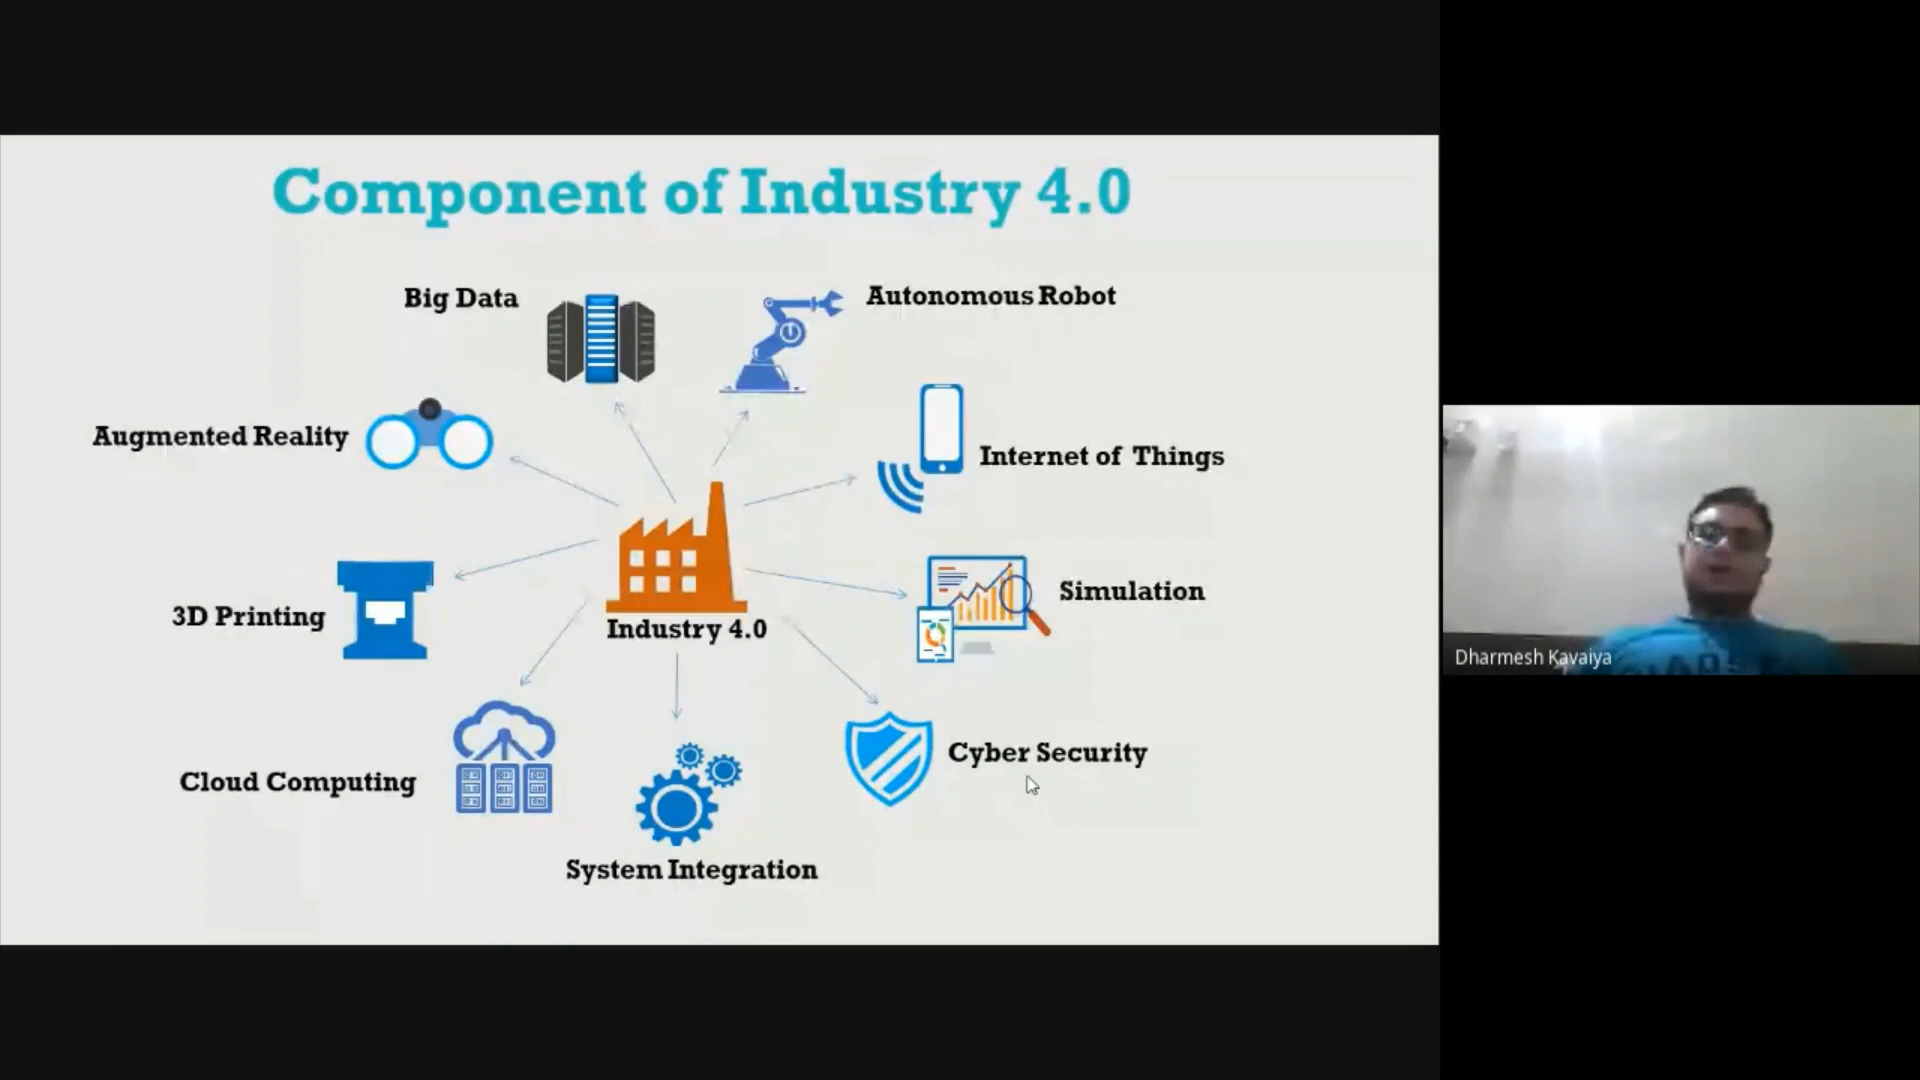 Component of Industry 4.0
Big Data
Autonomous Robot
Augmented Reality
Internet of Things
3D Printing
Industry 4.0
Simulation
Cloud Computing
Cyber Security
System Integration
Dharmesh Kavaiya